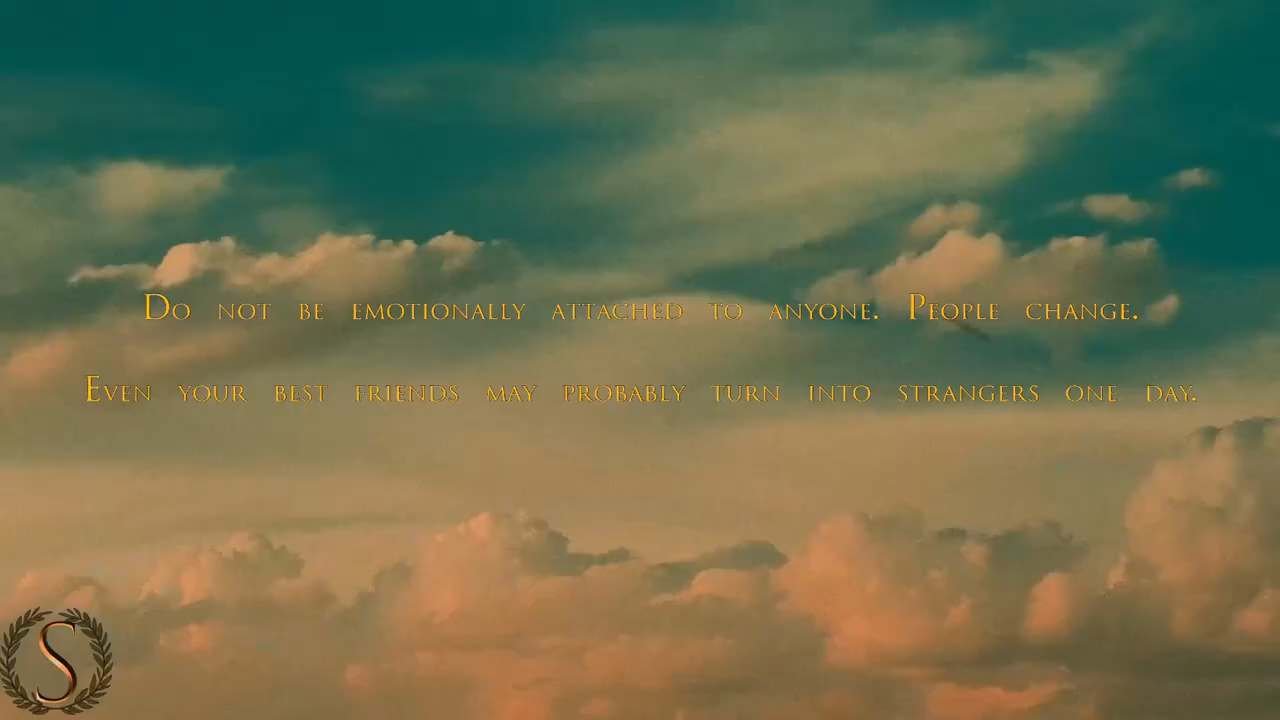 Do not be emotionally attached to anyone. People change.
Even your best friends may probably turn into strangers one day.
S